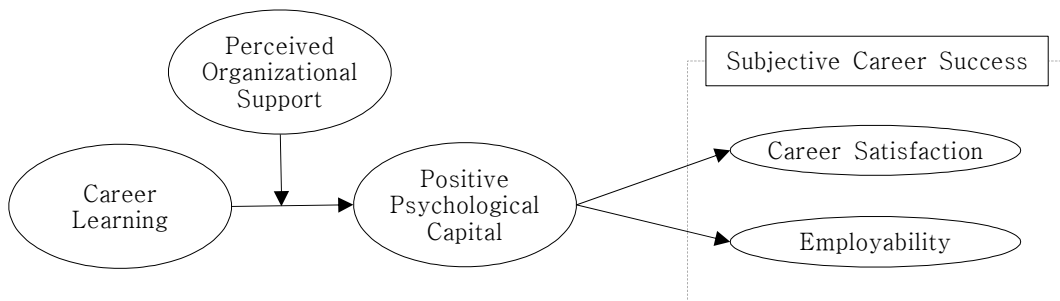 Perceived
Organizational
Support
Subjective Career Success
Career
Learning
Positive
Psychological
Capital
Career Satisfaction
Employability